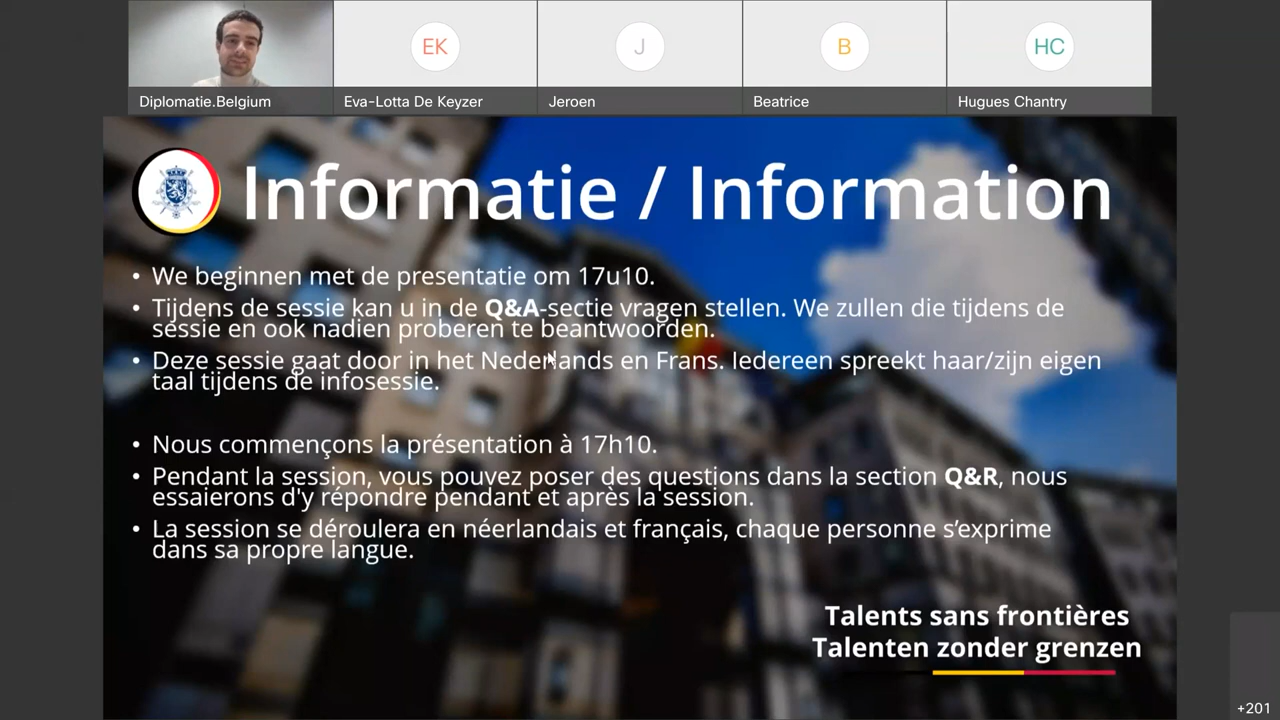 EK
J
B
HC
Diplomatie.Belgium
Eva-Lotta De Keyzer
Jeroen
Beatrice
Hugues Chantry
Informatie / Information
• We beginnen met de presentatie om 17u10.
• Tijdens de sessie kan u in de Q&A-sectie vragen stellen. We zullen die tijdens de
sessie en ook nadien proberen te beantwoorden.
• Deze sessie gaat door in het Nederlands en Frans. Iedereen spreekt haar/zijn eigen
taal tijdens de infosessie.
• Nous commençons la présentation à 17h10.
• Pendant la session, vous pouvez poser des questions dans la section Q&R, nous
essaierons d'y répondre pendant et après la session.
• La session se déroulera en néerlandais et français, chaque personne s’exprime
dans sa propre langue.
Talents sans frontières
Talenten zonder grenzen
+201